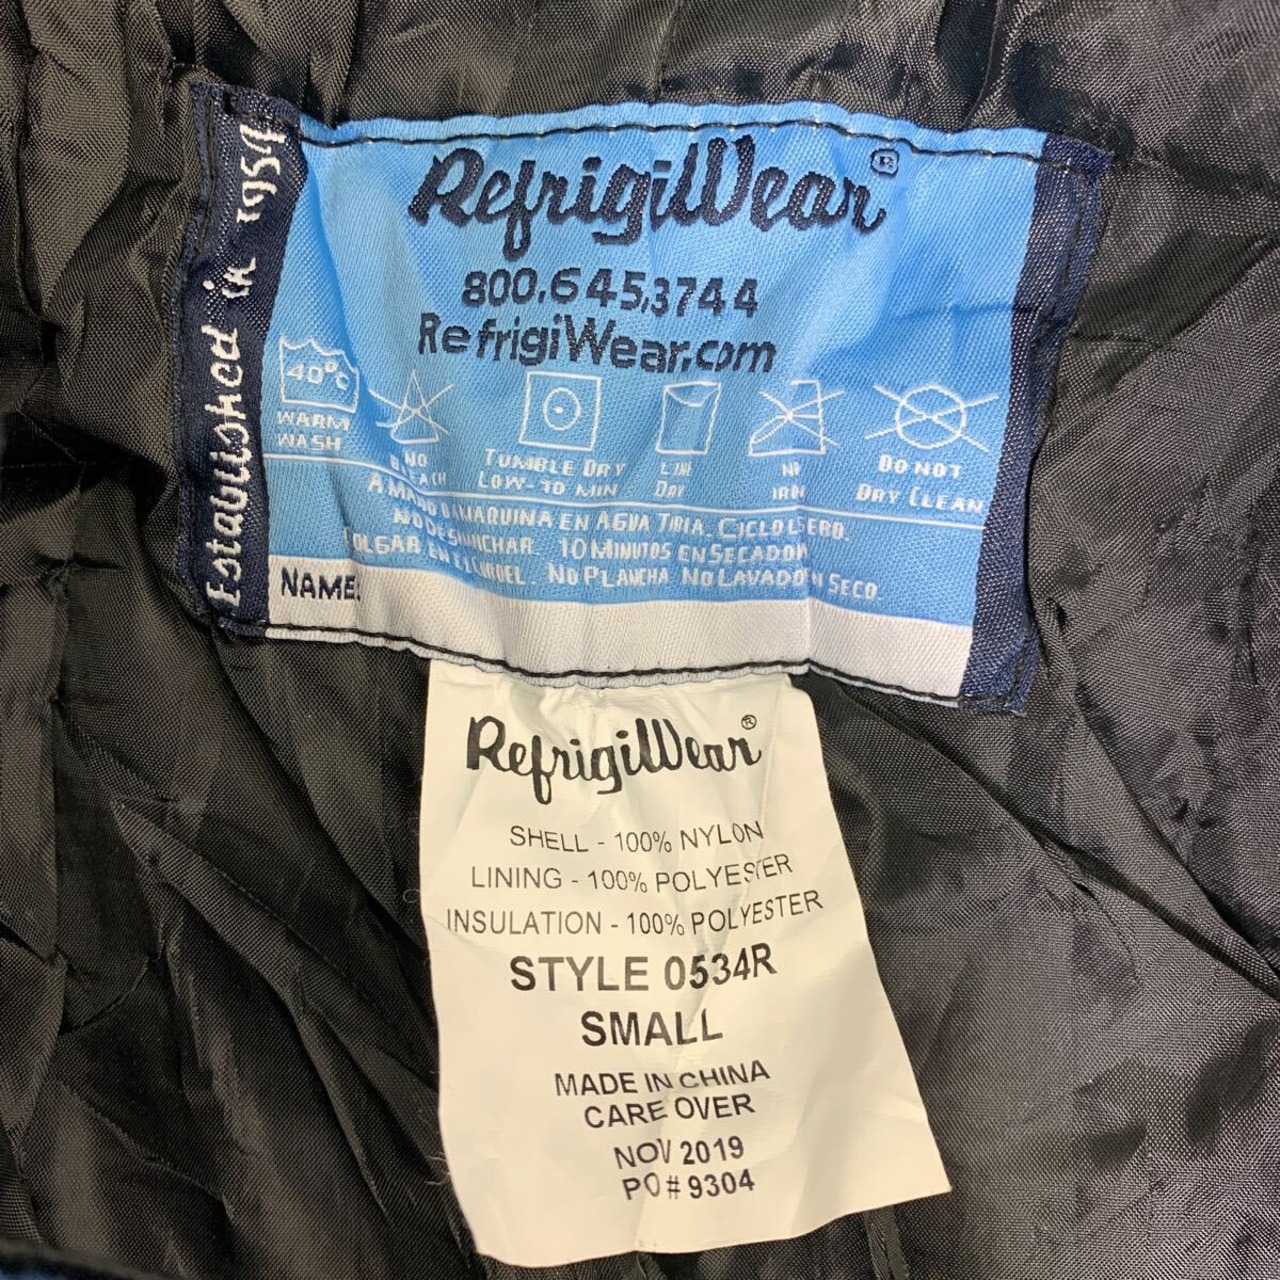 Established in 1954
RefrigiWear®
800.645.3744
RefrigiWear.com
40°C
WARM WASH
NO BLEACH
TUMBLE DRY LOW-10 MIN
LINE DRY
NO IRON
DO NOT DRY CLEAN
A MANO O MAQUINA EN AGUA TIBIA. CICLO LIGERO.
NO DESMANCHAR. 10 MINUTOS EN SECADOR
COLGAR EN EL CORDEL. NO PLANCHA NO LAVADO EN SECO.
NAME:
RefrigiWear®
SHELL - 100% NYLON
LINING - 100% POLYESTER
INSULATION - 100% POLYESTER
STYLE 0534R
SMALL
MADE IN CHINA
CARE OVER
NOV 2019
PO# 9304